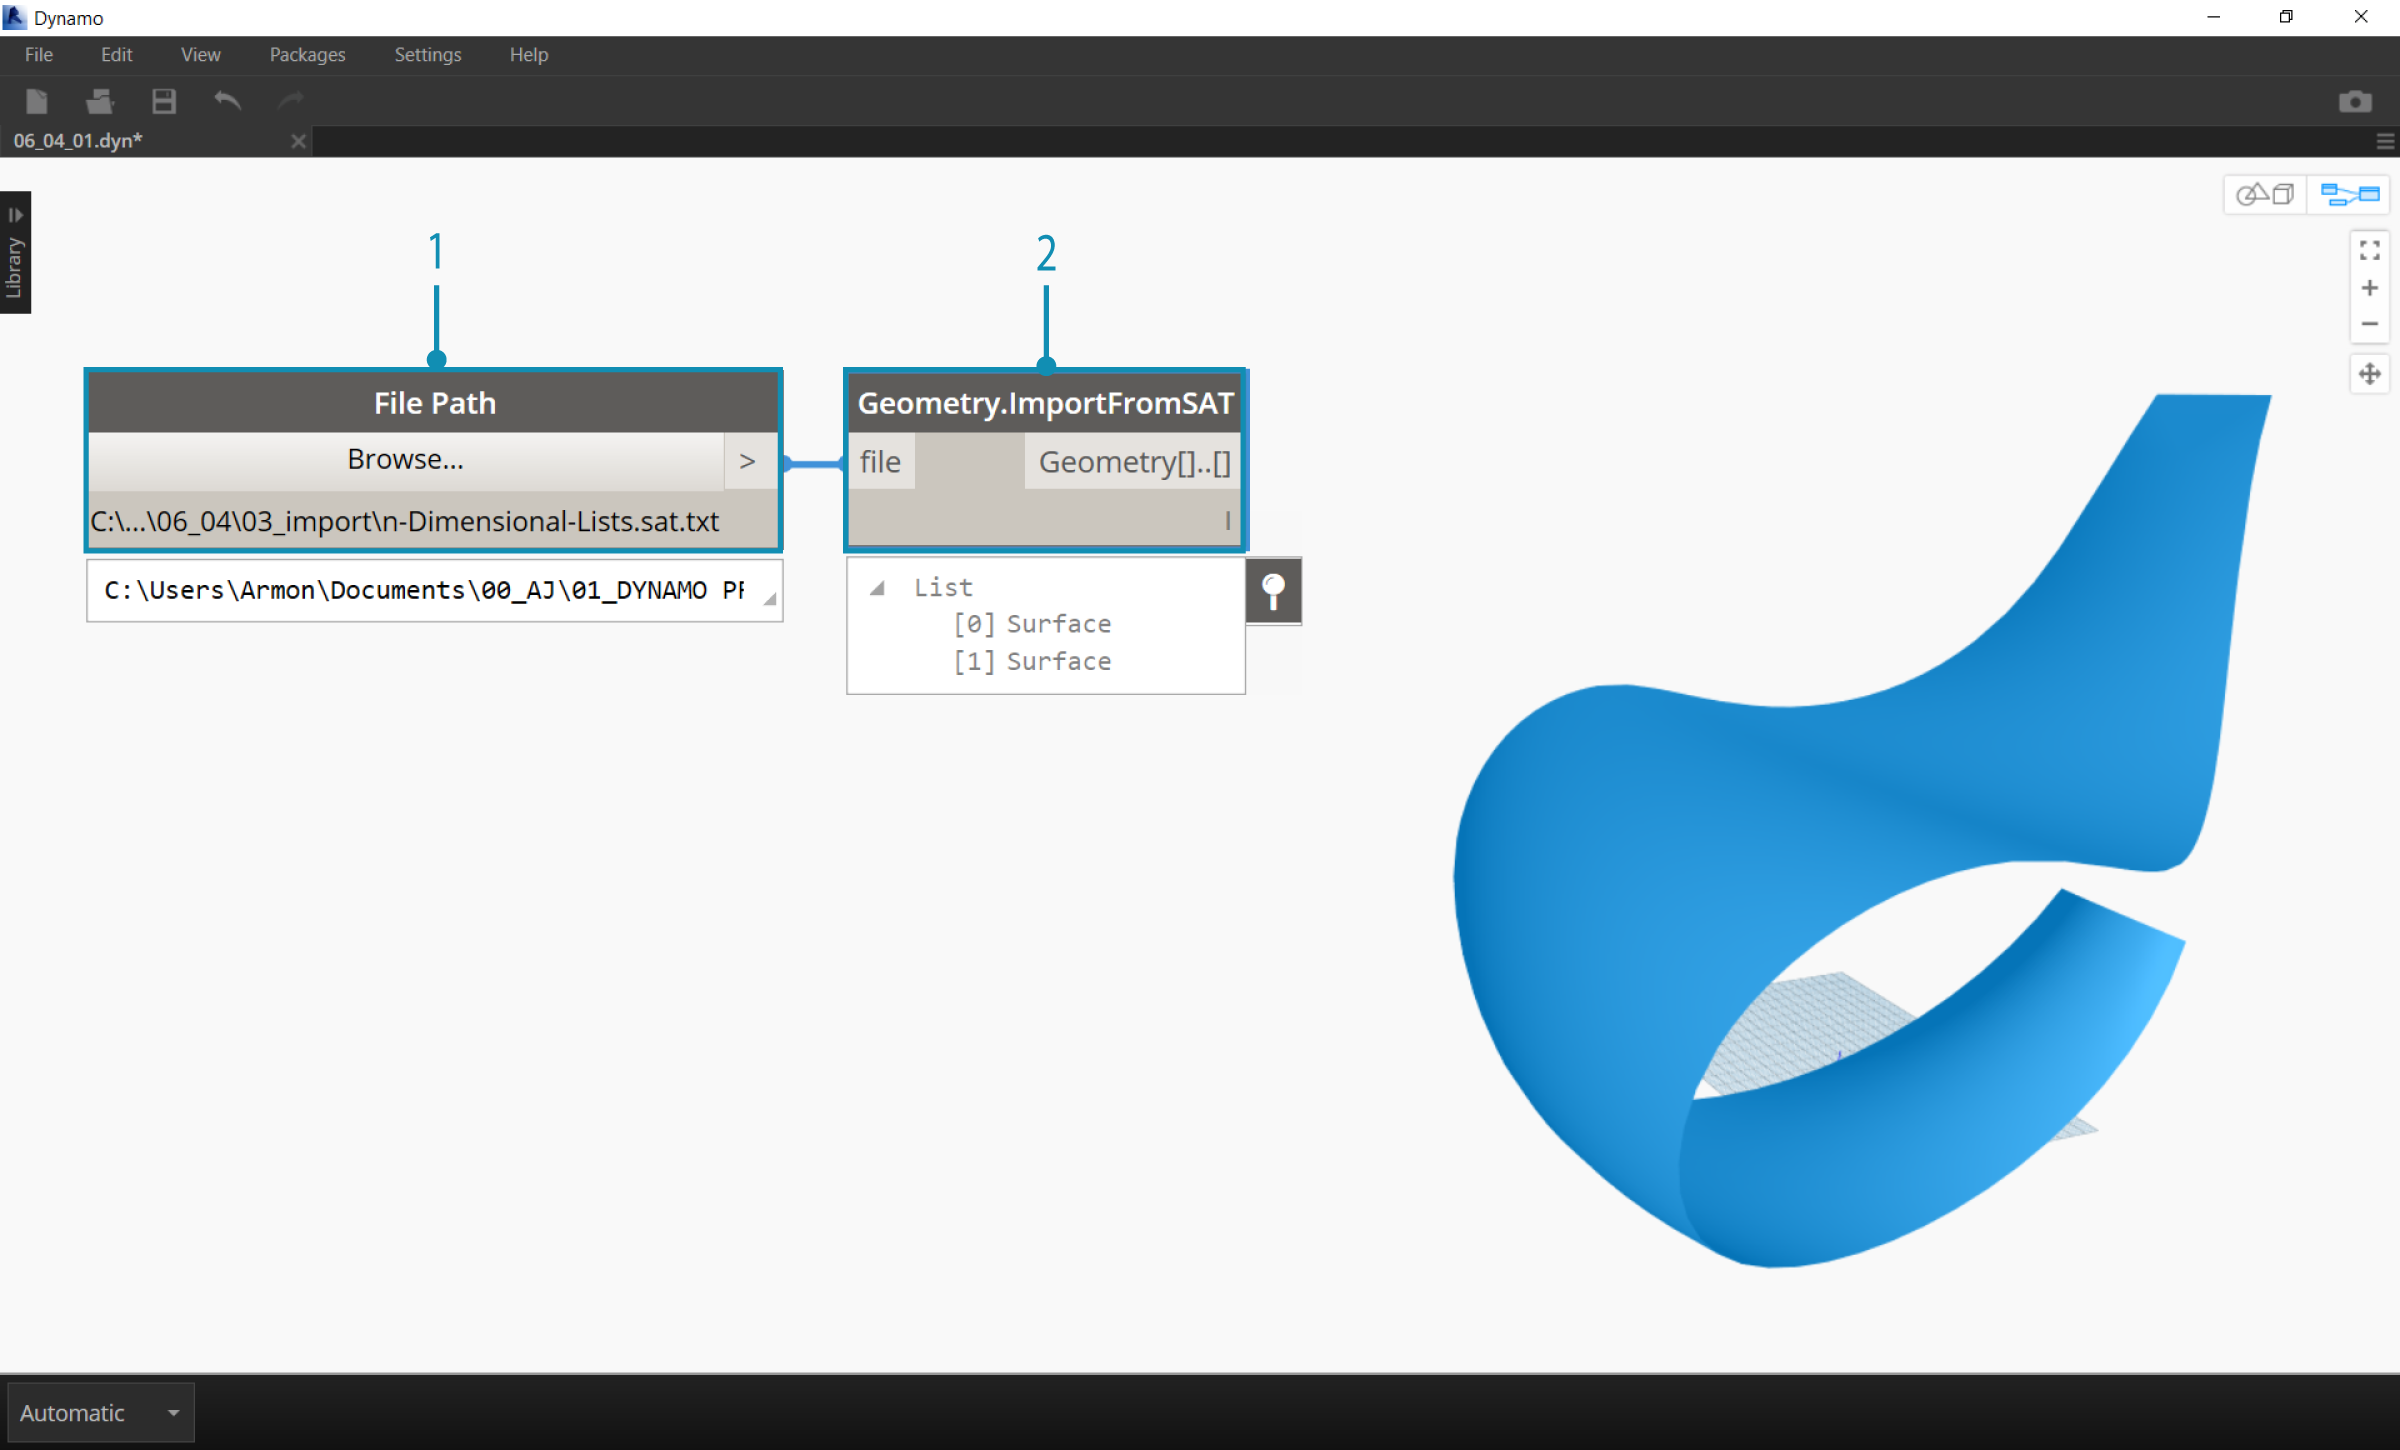 Dynamo
File Edit View Packages Settings Help
06_04_01.dyn*
Library
1
2
File Path
Browse...
>
C:\...\06_04\03_import\n-Dimensional-Lists.sat.txt
C:\Users\Armon\Documents\00_AJ\01_DYNAMO
Geometry.ImportFromSAT
file
Geometry[]..[]
I
List
[0] Surface
[1] Surface
Automatic